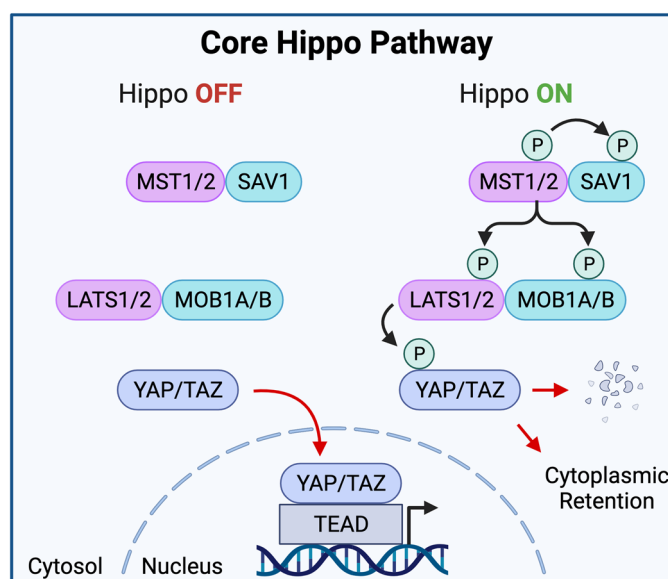 Core Hippo Pathway
Hippo OFF
Hippo ON
P
P
MST1/2
SAV1
MST1/2
SAV1
P
P
LATS1/2
MOB1A/B
LATS1/2
MOB1A/B
P
YAP/TAZ
YAP/TAZ
YAP/TAZ
TEAD
Cytoplasmic
Retention
Cytosol
Nucleus